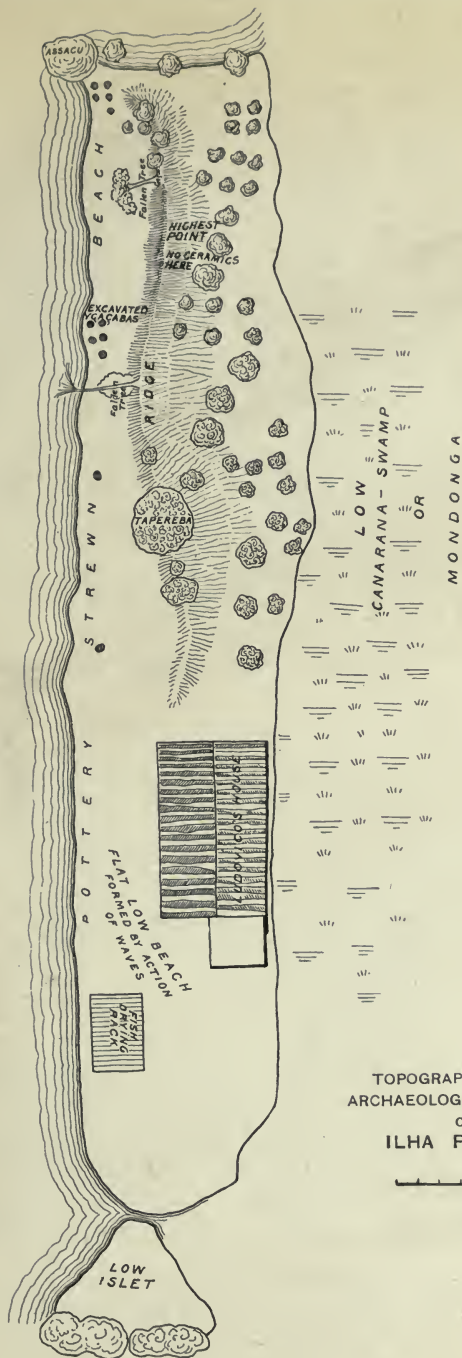 ASSACU
POTTERY STREWN BEACH
Fallen Tree
HIGHEST
POINT
NO CERAMICS
HERE
EXCAVATED
YGACABAS
Fallen
Tree
RIDGE
TAPEREBA
LOW
CANARANA-SWAMP
OR
MONDONGA
LUDOVICO'S HOUSE
FLAT LOW BEACH
FORMED BY ACTION
OF WAVES
FISH
DRYING
RACK
TOPOGRAP
ARCHAEOLOG
ILHA F
LOW
ISLET